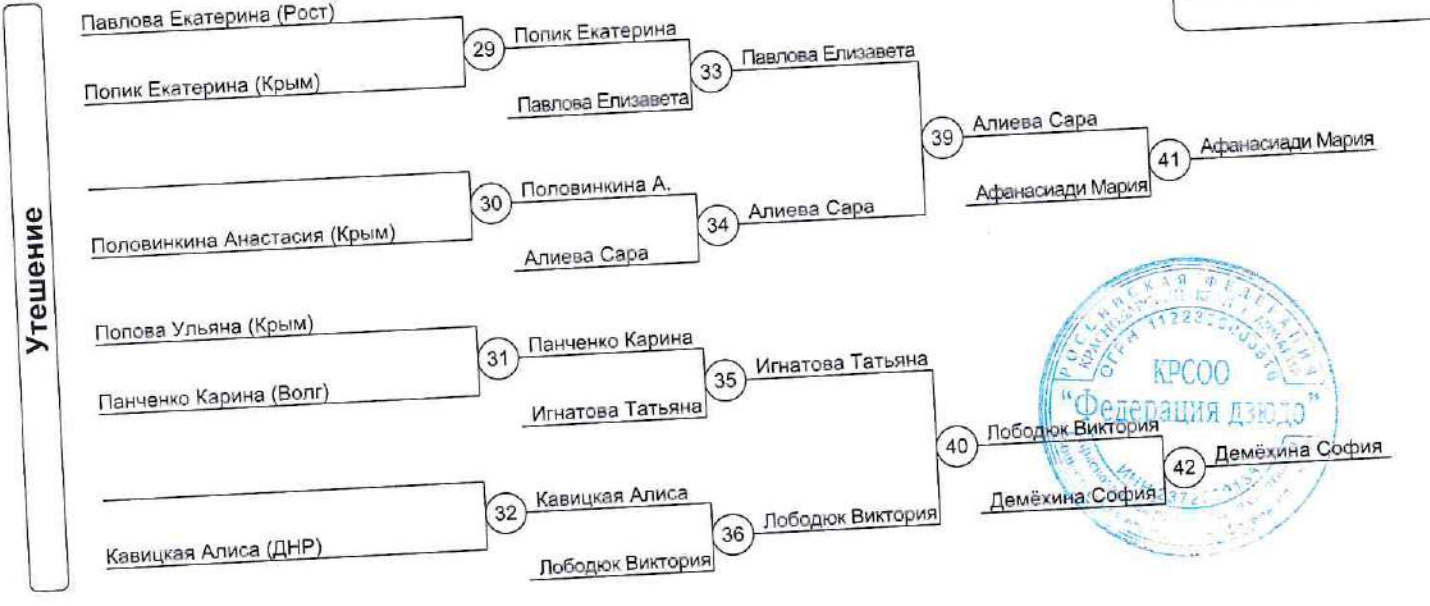 Утешение
Павлова Екатерина (Рост)
Попик Екатерина (Крым)
29
Попик Екатерина
Павлова Елизавета
33
Павлова Елизавета
Половинкина Анастасия (Крым)
30
Половинкина А.
Алиева Сара
34
Алиева Сара
39
Алиева Сара
Афанасиади Мария
41
Афанасиади Мария
Попова Ульяна (Крым)
Панченко Карина (Волг)
31
Панченко Карина
Игнатова Татьяна
35
Игнатова Татьяна
Кавицкая Алиса (ДНР)
32
Кавицкая Алиса
Лободюк Виктория
36
Лободюк Виктория
40
Лободюк Виктория
Демёхина София
42
Демёхина София
РОССИЙСКАЯ ФЕДЕРАЦИЯ
КРСОО
"Федерация дзюдо"